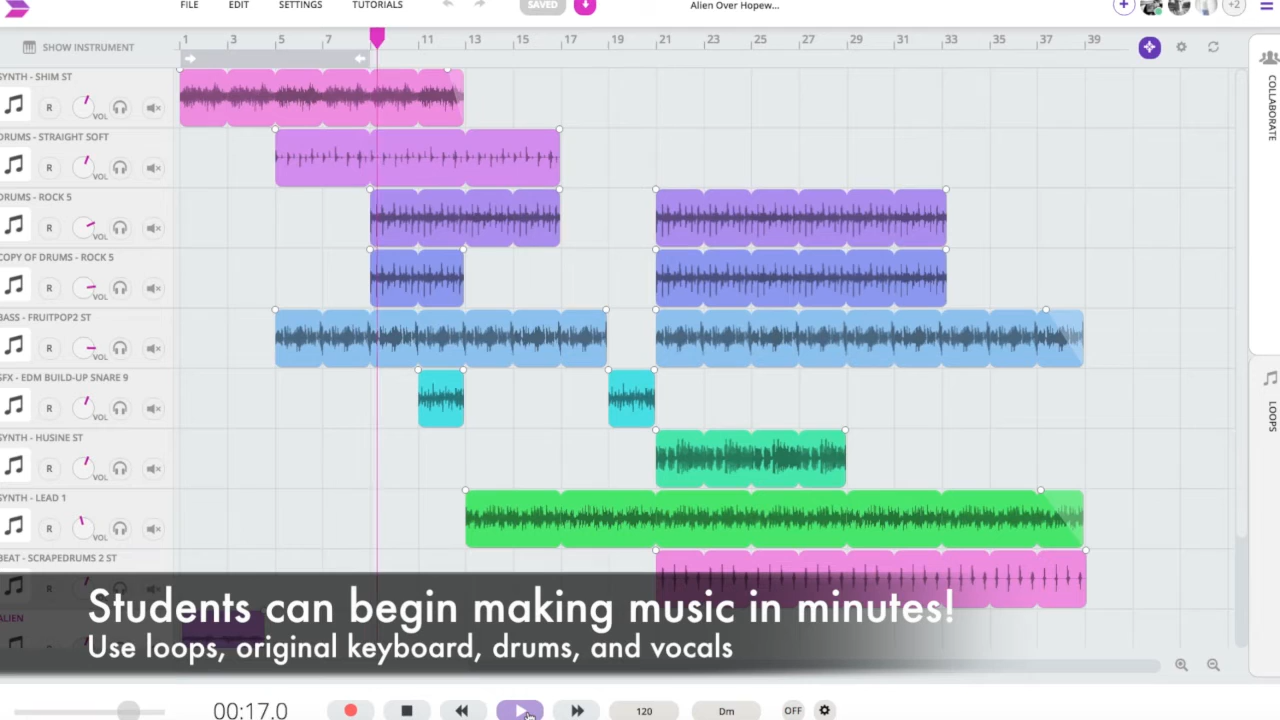 FILE EDIT SETTINGS TUTORIALS SAVED Alien Over Hopew... +2
SHOW INSTRUMENT 1 3 5 7 11 13 15 17 19 21 23 25 27 29 31 33 35 37 39
COLLABORATE
LOOPS
SYNTH - SHIM ST
R VOL
DRUMS - STRAIGHT SOFT
R VOL
DRUMS - ROCK 5
R VOL
COPY OF DRUMS - ROCK 5
R VOL
BASS - FRUITPOP2 ST
R VOL
SFX - EDM BUILD-UP SNARE 9
R VOL
SYNTH - HUSINE ST
R VOL
SYNTH - LEAD 1
R VOL
BEAT - SCRAPEDRUMS 2 ST
R VOL
ALIEN
Students can begin making music in minutes!
Use loops, original keyboard, drums, and vocals
00:17.0 120 Dm OFF